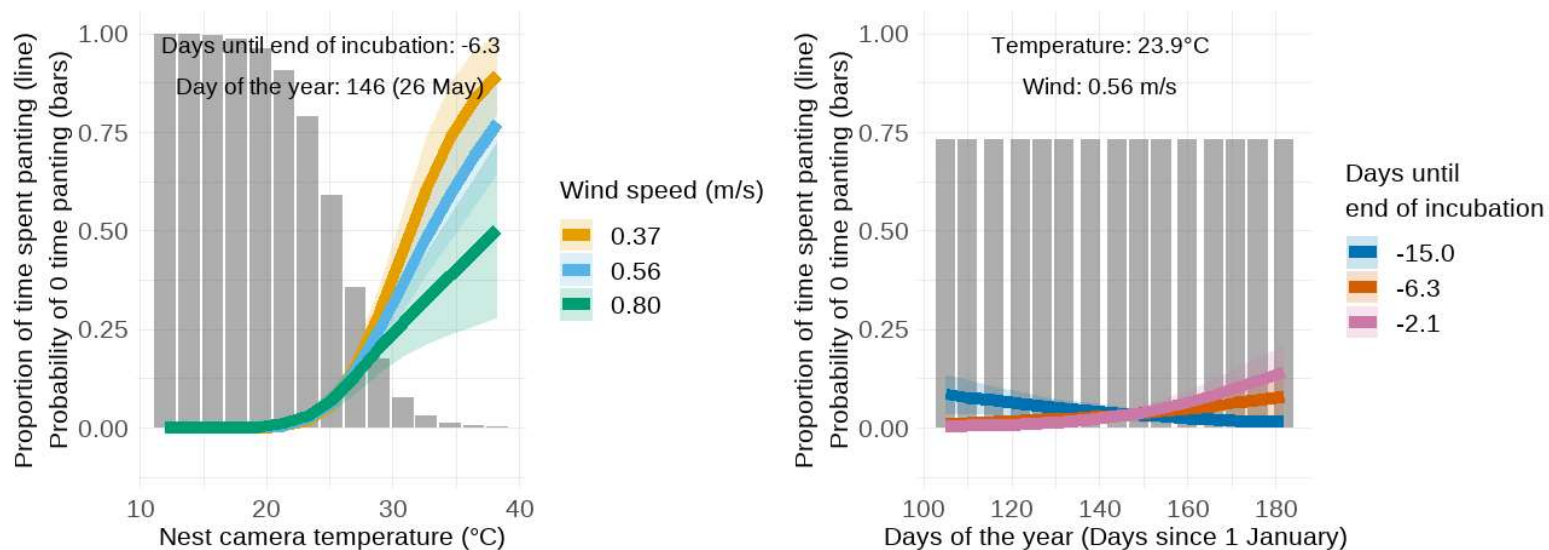 Proportion of time spent panting (line)
Probability of 0 time panting (bars)
1.00
0.75
0.50
0.25
0.00
Days until end of incubation: -6.3
Day of the year: 146 (26 May)
10 20 30 40
Nest camera temperature (°C)
Wind speed (m/s)
0.37
0.56
0.80
Proportion of time spent panting (line)
Probability of 0 time panting (bars)
1.00
0.75
0.50
0.25
0.00
Temperature: 23.9°C
Wind: 0.56 m/s
100 120 140 160 180
Days of the year (Days since 1 January)
Days until
end of incubation
-15.0
-6.3
-2.1